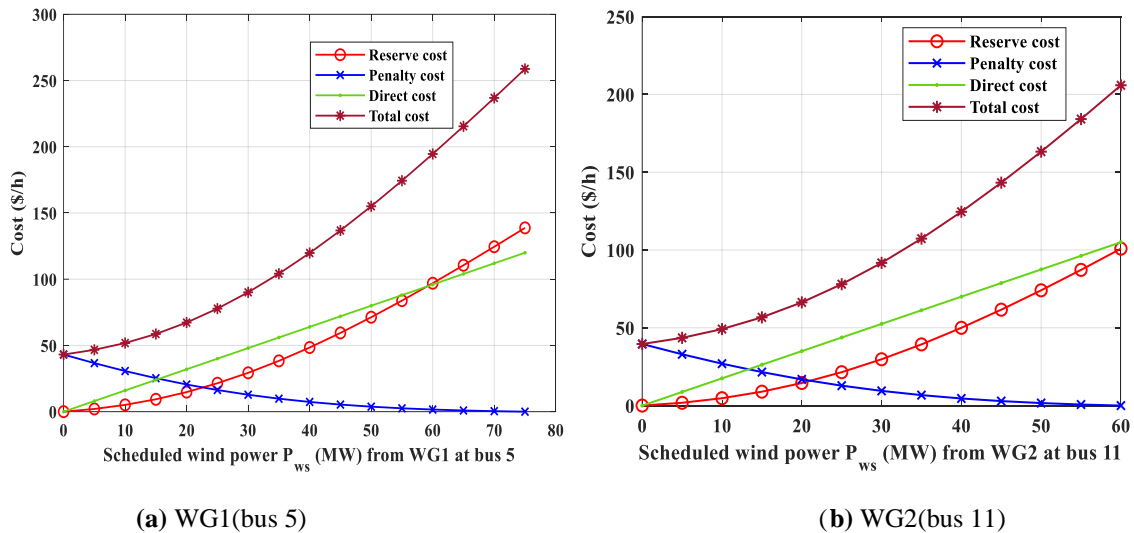 300
250
200
150
100
50
0
Cost ($/h)
Reserve cost
Penalty cost
Direct cost
Total cost
0 10 20 30 40 50 60 70 80
Scheduled wind power P_ws (MW) from WG1 at bus 5
(a) WG1(bus 5)
250
200
150
100
50
0
Cost ($/h)
Reserve cost
Penalty cost
Direct cost
Total cost
0 10 20 30 40 50 60
Scheduled wind power P_ws (MW) from WG2 at bus 11
(b) WG2(bus 11)